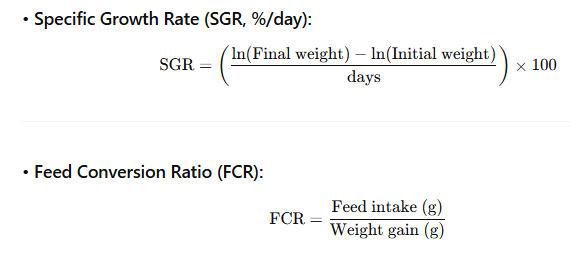 • Specific Growth Rate (SGR, %/day):
SGR = ( (ln(Final weight) − ln(Initial weight)) / days ) × 100
• Feed Conversion Ratio (FCR):
FCR = Feed intake (g) / Weight gain (g)